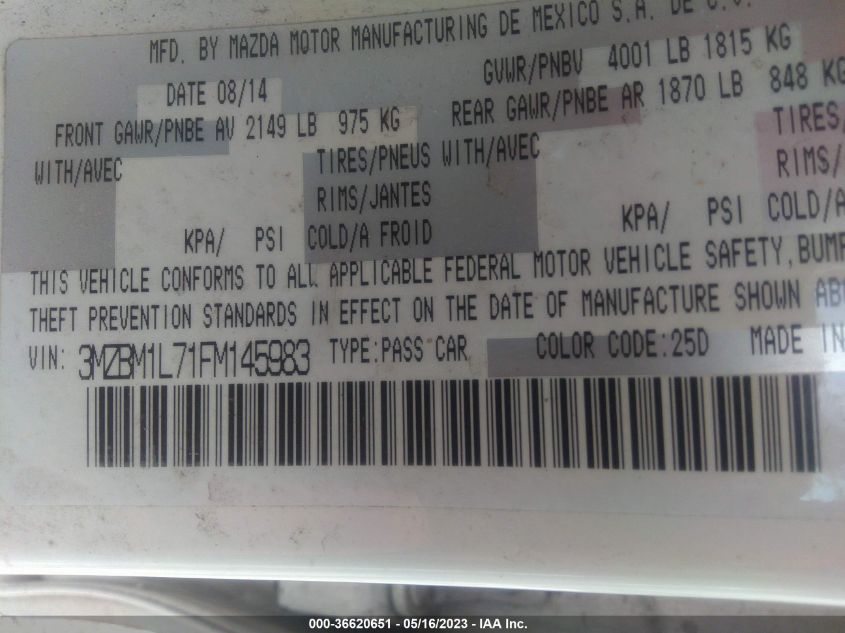 MFD. BY MAZDA MOTOR MANUFACTURING DE MEXICO S.A. DE C.V.
DATE 08/14 GVWR/PNBV 4001 LB 1815 KG
FRONT GAWR/PNBE AV 2149 LB 975 KG REAR GAWR/PNBE AR 1870 LB 848 KG
WITH/AVEC TIRES/PNEUS WITH/AVEC TIRES/
RIMS/JANTES RIMS/
KPA/ PSI COLD/A FROID KPA/ PSI COLD/A
THIS VEHICLE CONFORMS TO ALL APPLICABLE FEDERAL MOTOR VEHICLE SAFETY, BUMP
THEFT PREVENTION STANDARDS IN EFFECT ON THE DATE OF MANUFACTURE SHOWN ABO
VIN: 3MZBM1L71FM145983 TYPE:PASS CAR COLOR CODE:25D MADE IN
000-36620651 - 05/16/2023 - IAA Inc.